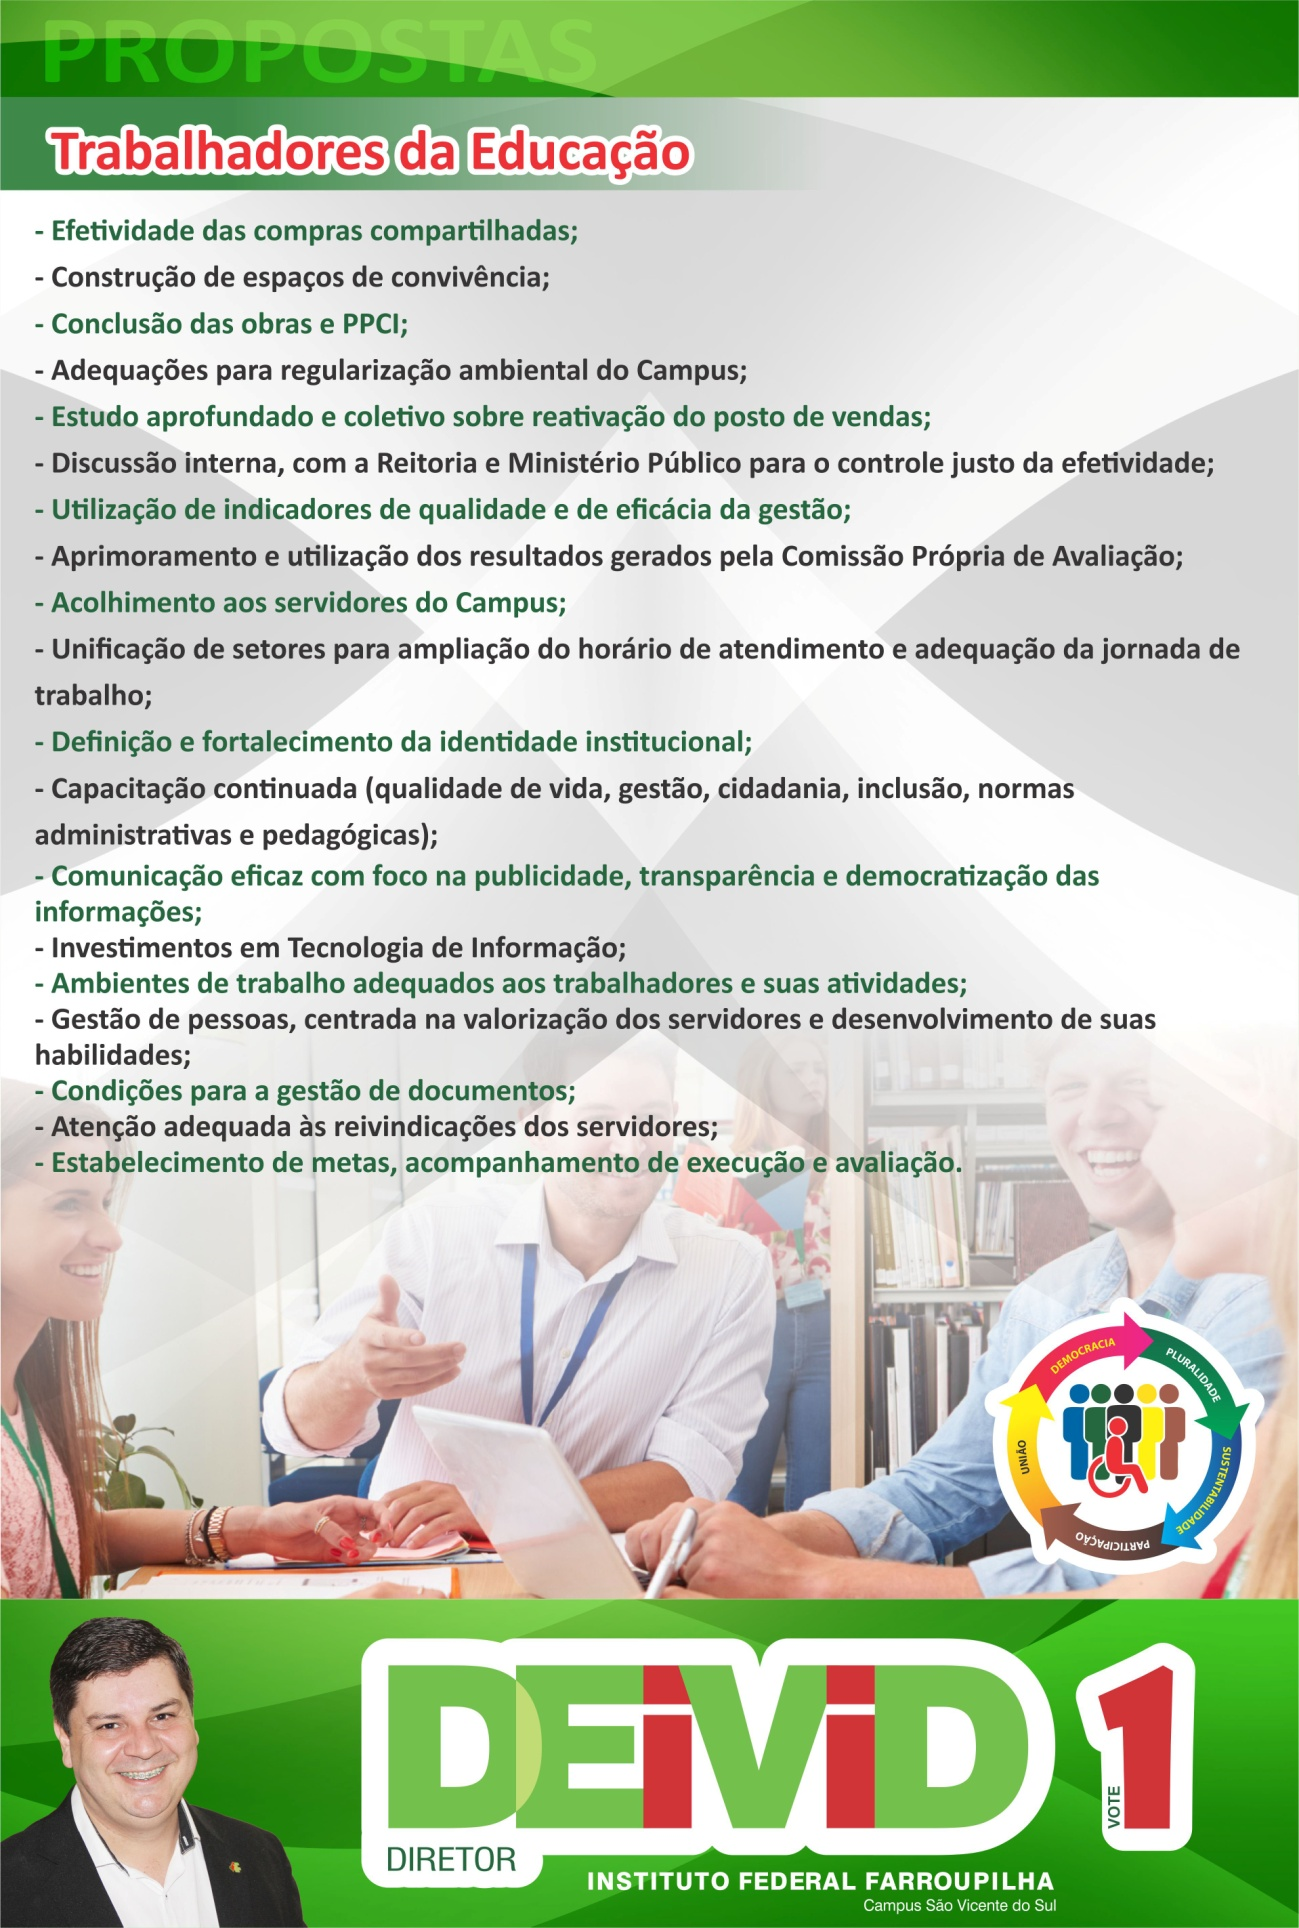 PROPOSTAS
Trabalhadores da Educação
- Efetividade das compras compartilhadas;
- Construção de espaços de convivência;
- Conclusão das obras e PPCI;
- Adequações para regularização ambiental do Campus;
- Estudo aprofundado e coletivo sobre reativação do posto de vendas;
- Discussão interna, com a Reitoria e Ministério Público para o controle justo da efetividade;
- Utilização de indicadores de qualidade e de eficácia da gestão;
- Aprimoramento e utilização dos resultados gerados pela Comissão Própria de Avaliação;
- Acolhimento aos servidores do Campus;
- Unificação de setores para ampliação do horário de atendimento e adequação da jornada de
trabalho;
- Definição e fortalecimento da identidade institucional;
- Capacitação continuada (qualidade de vida, gestão, cidadania, inclusão, normas
administrativas e pedagógicas);
- Comunicação eficaz com foco na publicidade, transparência e democratização das
informações;
- Investimentos em Tecnologia de Informação;
- Ambientes de trabalho adequados aos trabalhadores e suas atividades;
- Gestão de pessoas, centrada na valorização dos servidores e desenvolvimento de suas
habilidades;
- Condições para a gestão de documentos;
- Atenção adequada às reivindicações dos servidores;
- Estabelecimento de metas, acompanhamento de execução e avaliação.
DEMOCRACIA
PLURALIDADE
SUSTENTABILIDADE
PARTICIPAÇÃO
UNIÃO
DEiViD
VOTE 1
DIRETOR
INSTITUTO FEDERAL FARROUPILHA
Campus São Vicente do Sul